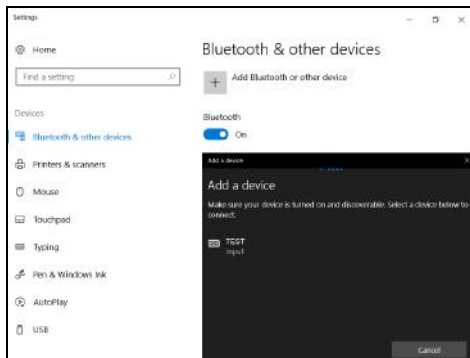 Settings
Home
Find a setting
Devices
Bluetooth & other devices
Printers & scanners
Mouse
Touchpad
Typing
Pen & Windows Ink
AutoPlay
USB
Bluetooth & other devices
Add Bluetooth or other device
Bluetooth
On
Add a device
Add a device
Make sure your device is turned on and discoverable. Select a device below to
connect.
TEST
Input
Cancel